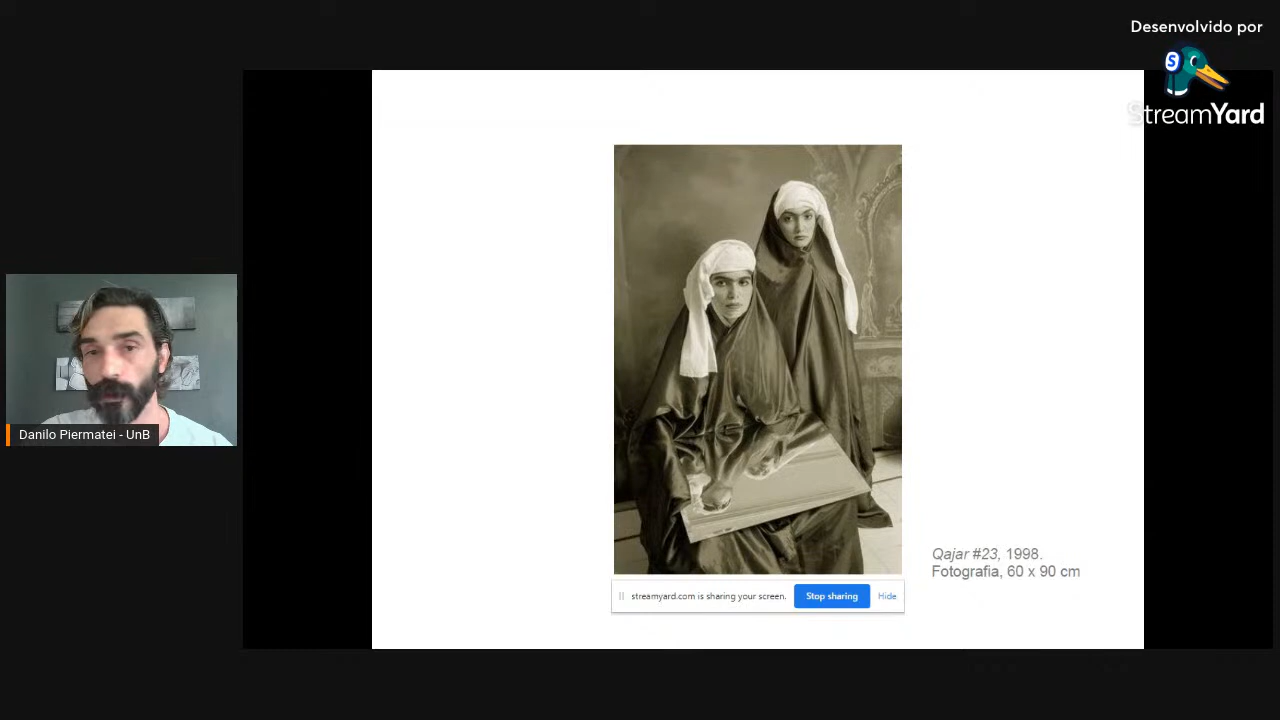 Desenvolvido por
StreamYard
Danilo Piermatei - UnB
Qajar #23, 1998.
Fotografia, 60 x 90 cm
streamyard.com is sharing your screen. Stop sharing Hide